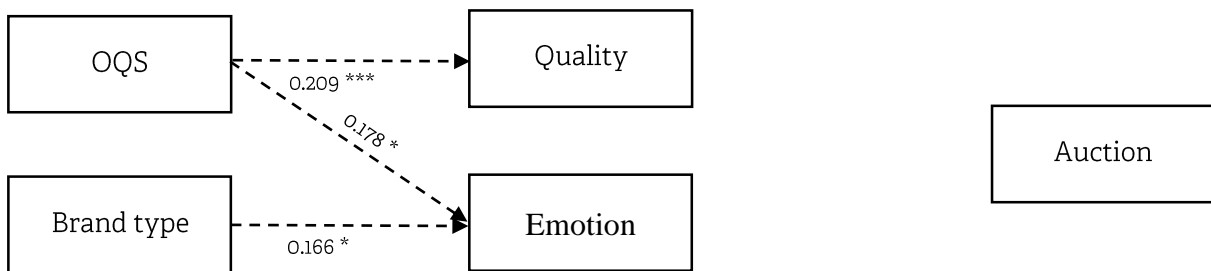 OQS
Quality
0.209 ***
0.178 *
Auction
Brand type
Emotion
0.166 *